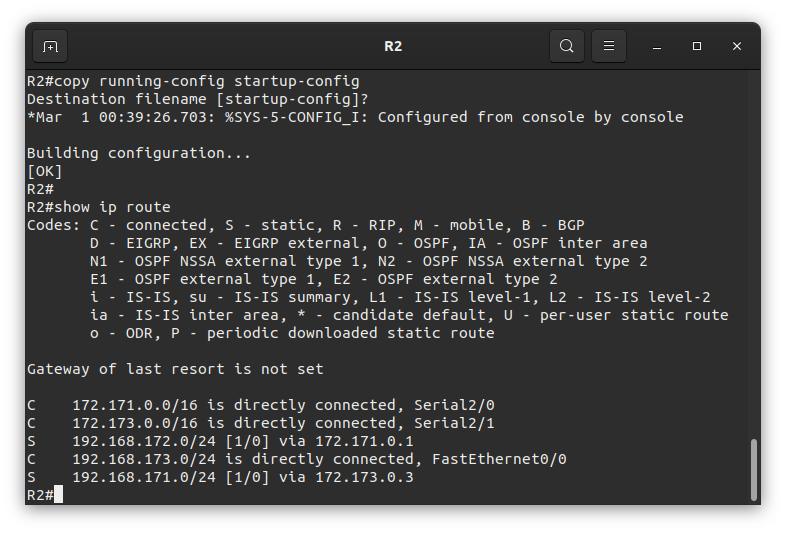 R2
R2#copy running-config startup-config
Destination filename [startup-config]?
*Mar  1 00:39:26.703: %SYS-5-CONFIG_I: Configured from console by console
Building configuration...
[OK]
R2#
R2#show ip route
Codes: C - connected, S - static, R - RIP, M - mobile, B - BGP
       D - EIGRP, EX - EIGRP external, O - OSPF, IA - OSPF inter area
       N1 - OSPF NSSA external type 1, N2 - OSPF NSSA external type 2
       E1 - OSPF external type 1, E2 - OSPF external type 2
       i - IS-IS, su - IS-IS summary, L1 - IS-IS level-1, L2 - IS-IS level-2
       ia - IS-IS inter area, * - candidate default, U - per-user static route
       o - ODR, P - periodic downloaded static route
Gateway of last resort is not set
C    172.171.0.0/16 is directly connected, Serial2/0
C    172.173.0.0/16 is directly connected, Serial2/1
S    192.168.172.0/24 [1/0] via 172.171.0.1
C    192.168.173.0/24 is directly connected, FastEthernet0/0
S    192.168.171.0/24 [1/0] via 172.173.0.3
R2#